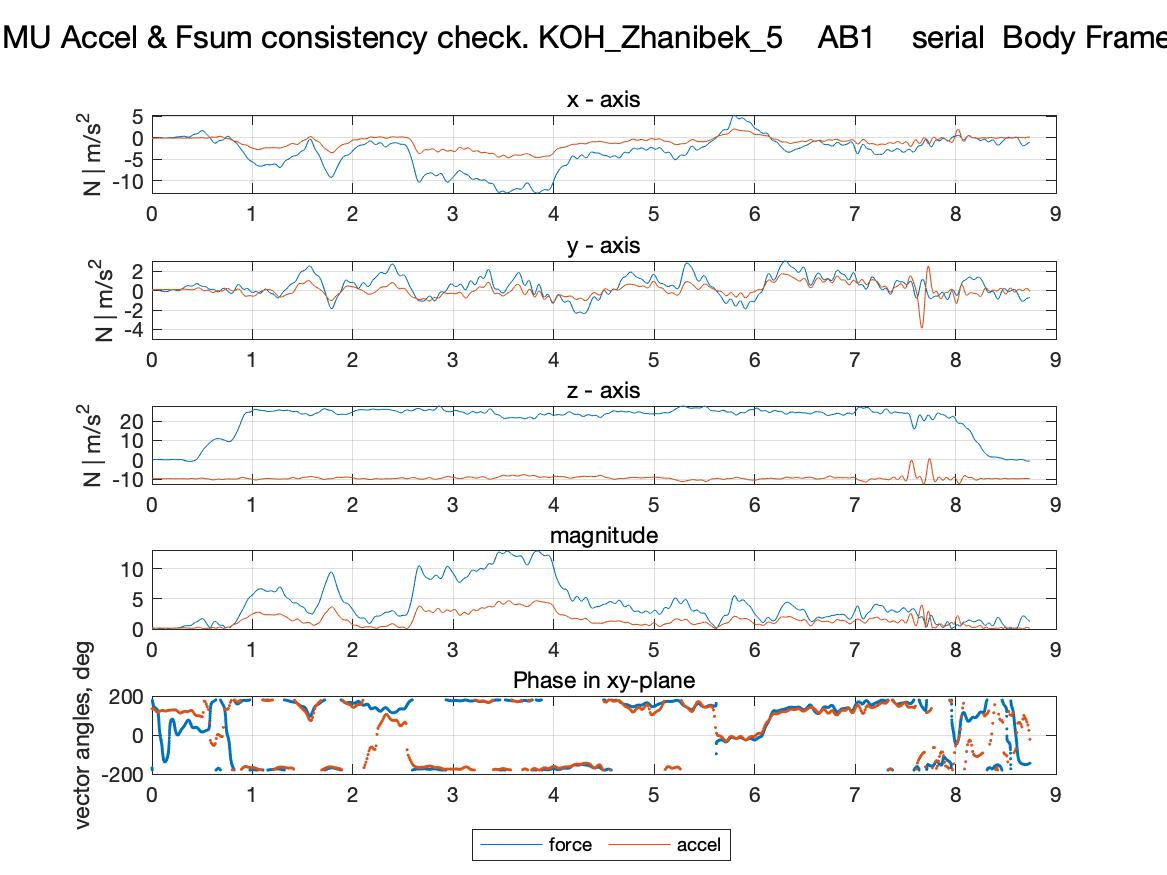 MU Accel & Fsum consistency check. KOH_Zhanibek_5 AB1 serial Body Frame
x - axis
N | m/s²
5
0
-5
-10
0 1 2 3 4 5 6 7 8 9
y - axis
N | m/s²
2
0
-2
-4
0 1 2 3 4 5 6 7 8 9
z - axis
N | m/s²
20
10
0
-10
0 1 2 3 4 5 6 7 8 9
magnitude
10
5
0
0 1 2 3 4 5 6 7 8 9
Phase in xy-plane
vector angles, deg
200
0
-200
0 1 2 3 4 5 6 7 8 9
force accel